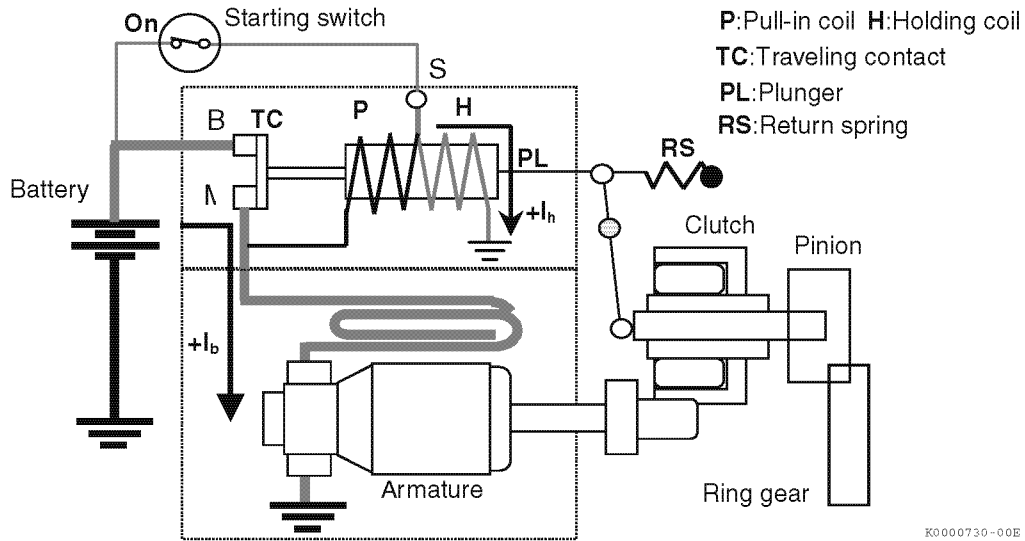 On
Starting switch
P:Pull-in coil H:Holding coil
TC:Traveling contact
PL:Plunger
RS:Return spring
S
B
TC
P
H
PL
RS
Battery
+Ih
Clutch
Pinion
+Ib
Armature
Ring gear
K0000730-00E